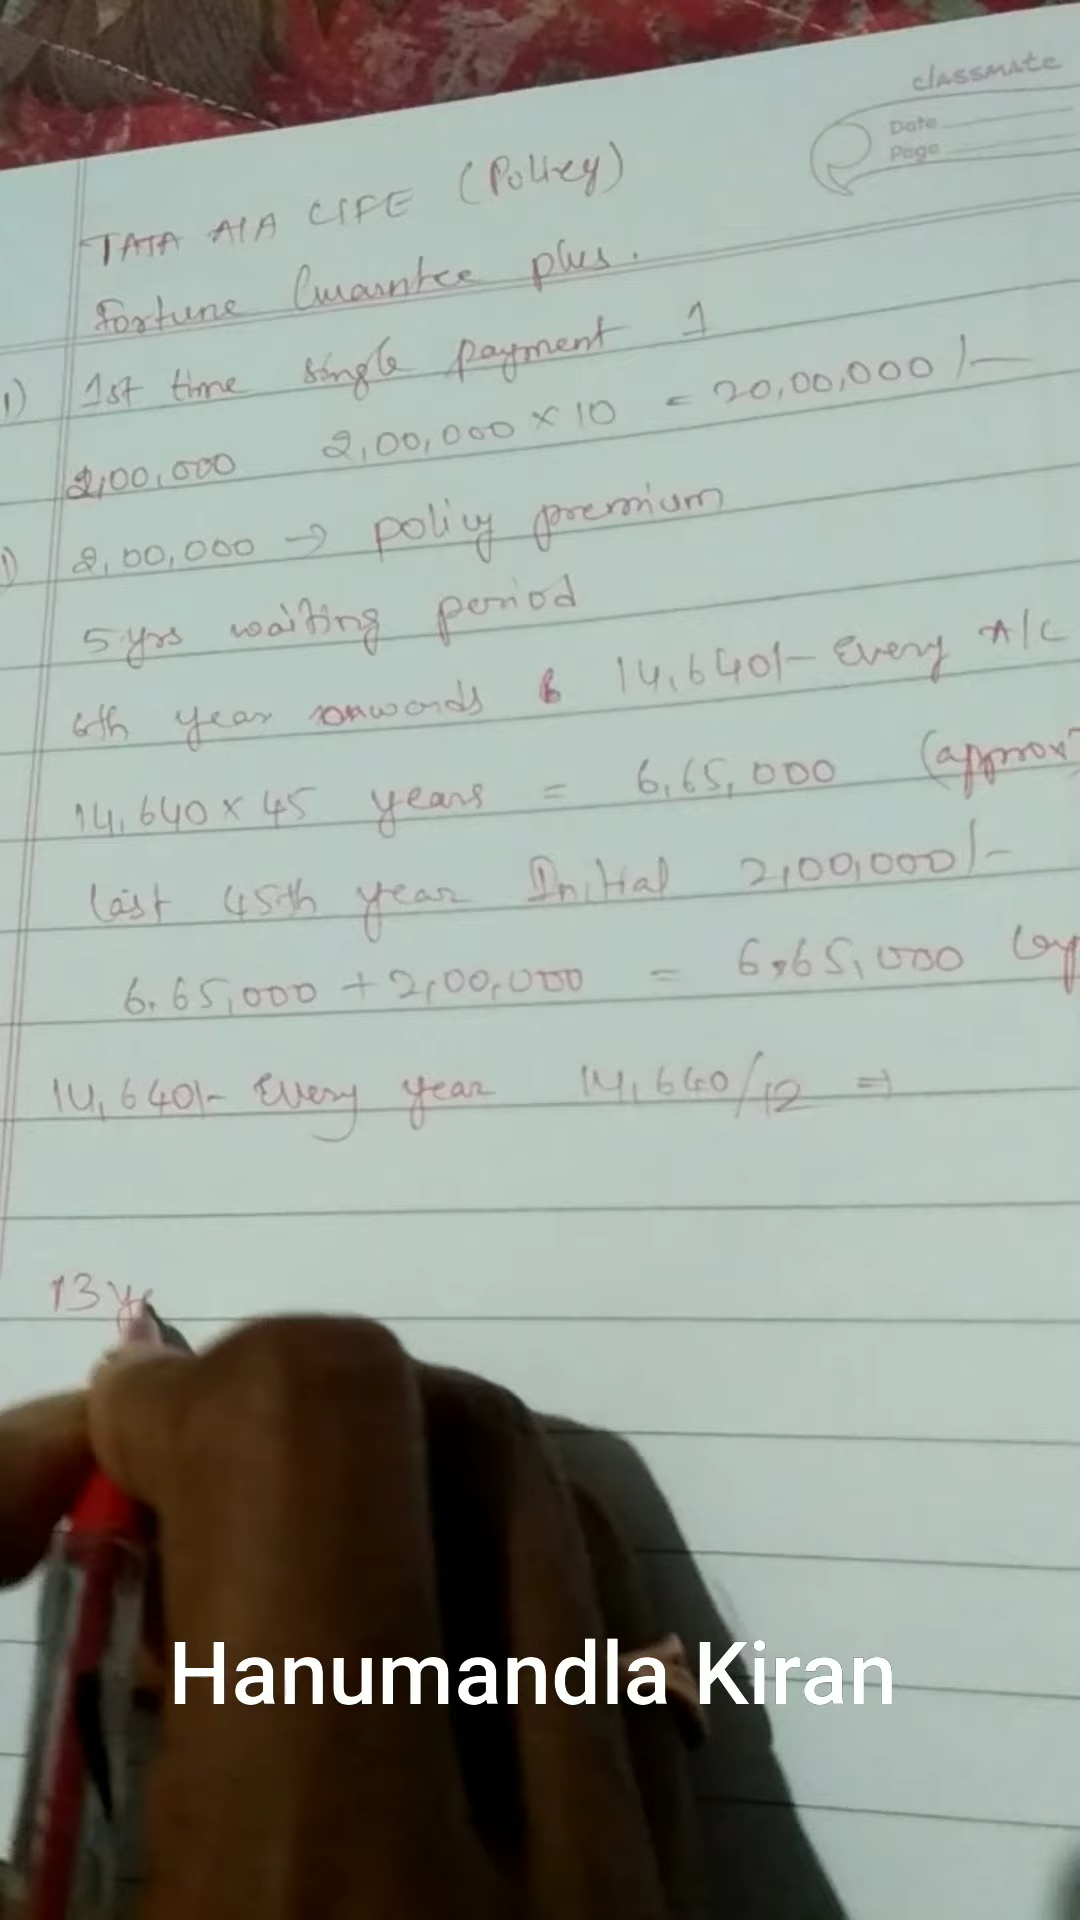 classmate
Date
Page
TATA AIA LIFE (Policy)
Fortune Guarntee plus.
1) 1st time single payment 1
2,00,000 2,00,000 x 10 = 20,00,000/-
1) 2,00,000 → policy premium
5 yrs waiting period
6th year onwords 14,640/- Every A/C
14,640 x 45 years = 6,65,000 (approx)
last 45th year Initial 2,00,000/-
6,65,000 + 2,00,000 = 6,65,000
14,640/- Every year 14,640/12 ⇒
13 ye
Hanumandla Kiran